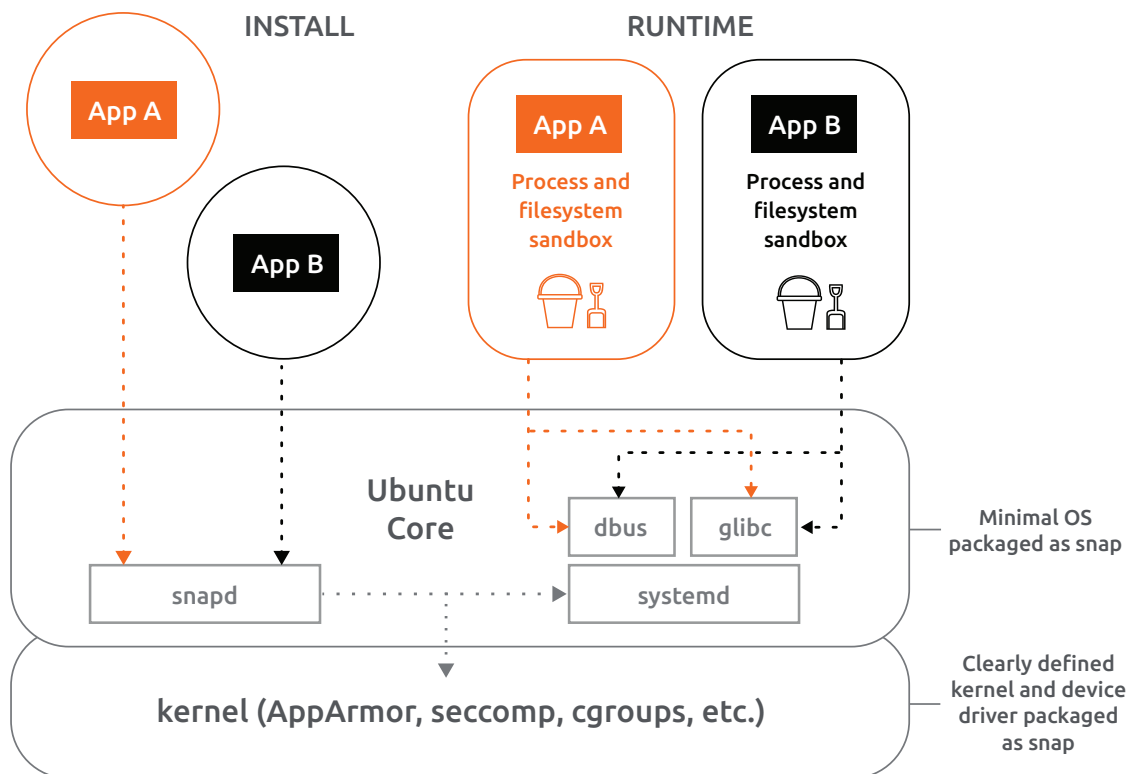 INSTALL
RUNTIME
App A
App B
App A
Process and
filesystem
sandbox
App B
Process and
filesystem
sandbox
Ubuntu
Core
dbus
glibc
snapd
systemd
Minimal OS
packaged as snap
kernel (AppArmor, seccomp, cgroups, etc.)
Clearly defined
kernel and device
driver packaged
as snap